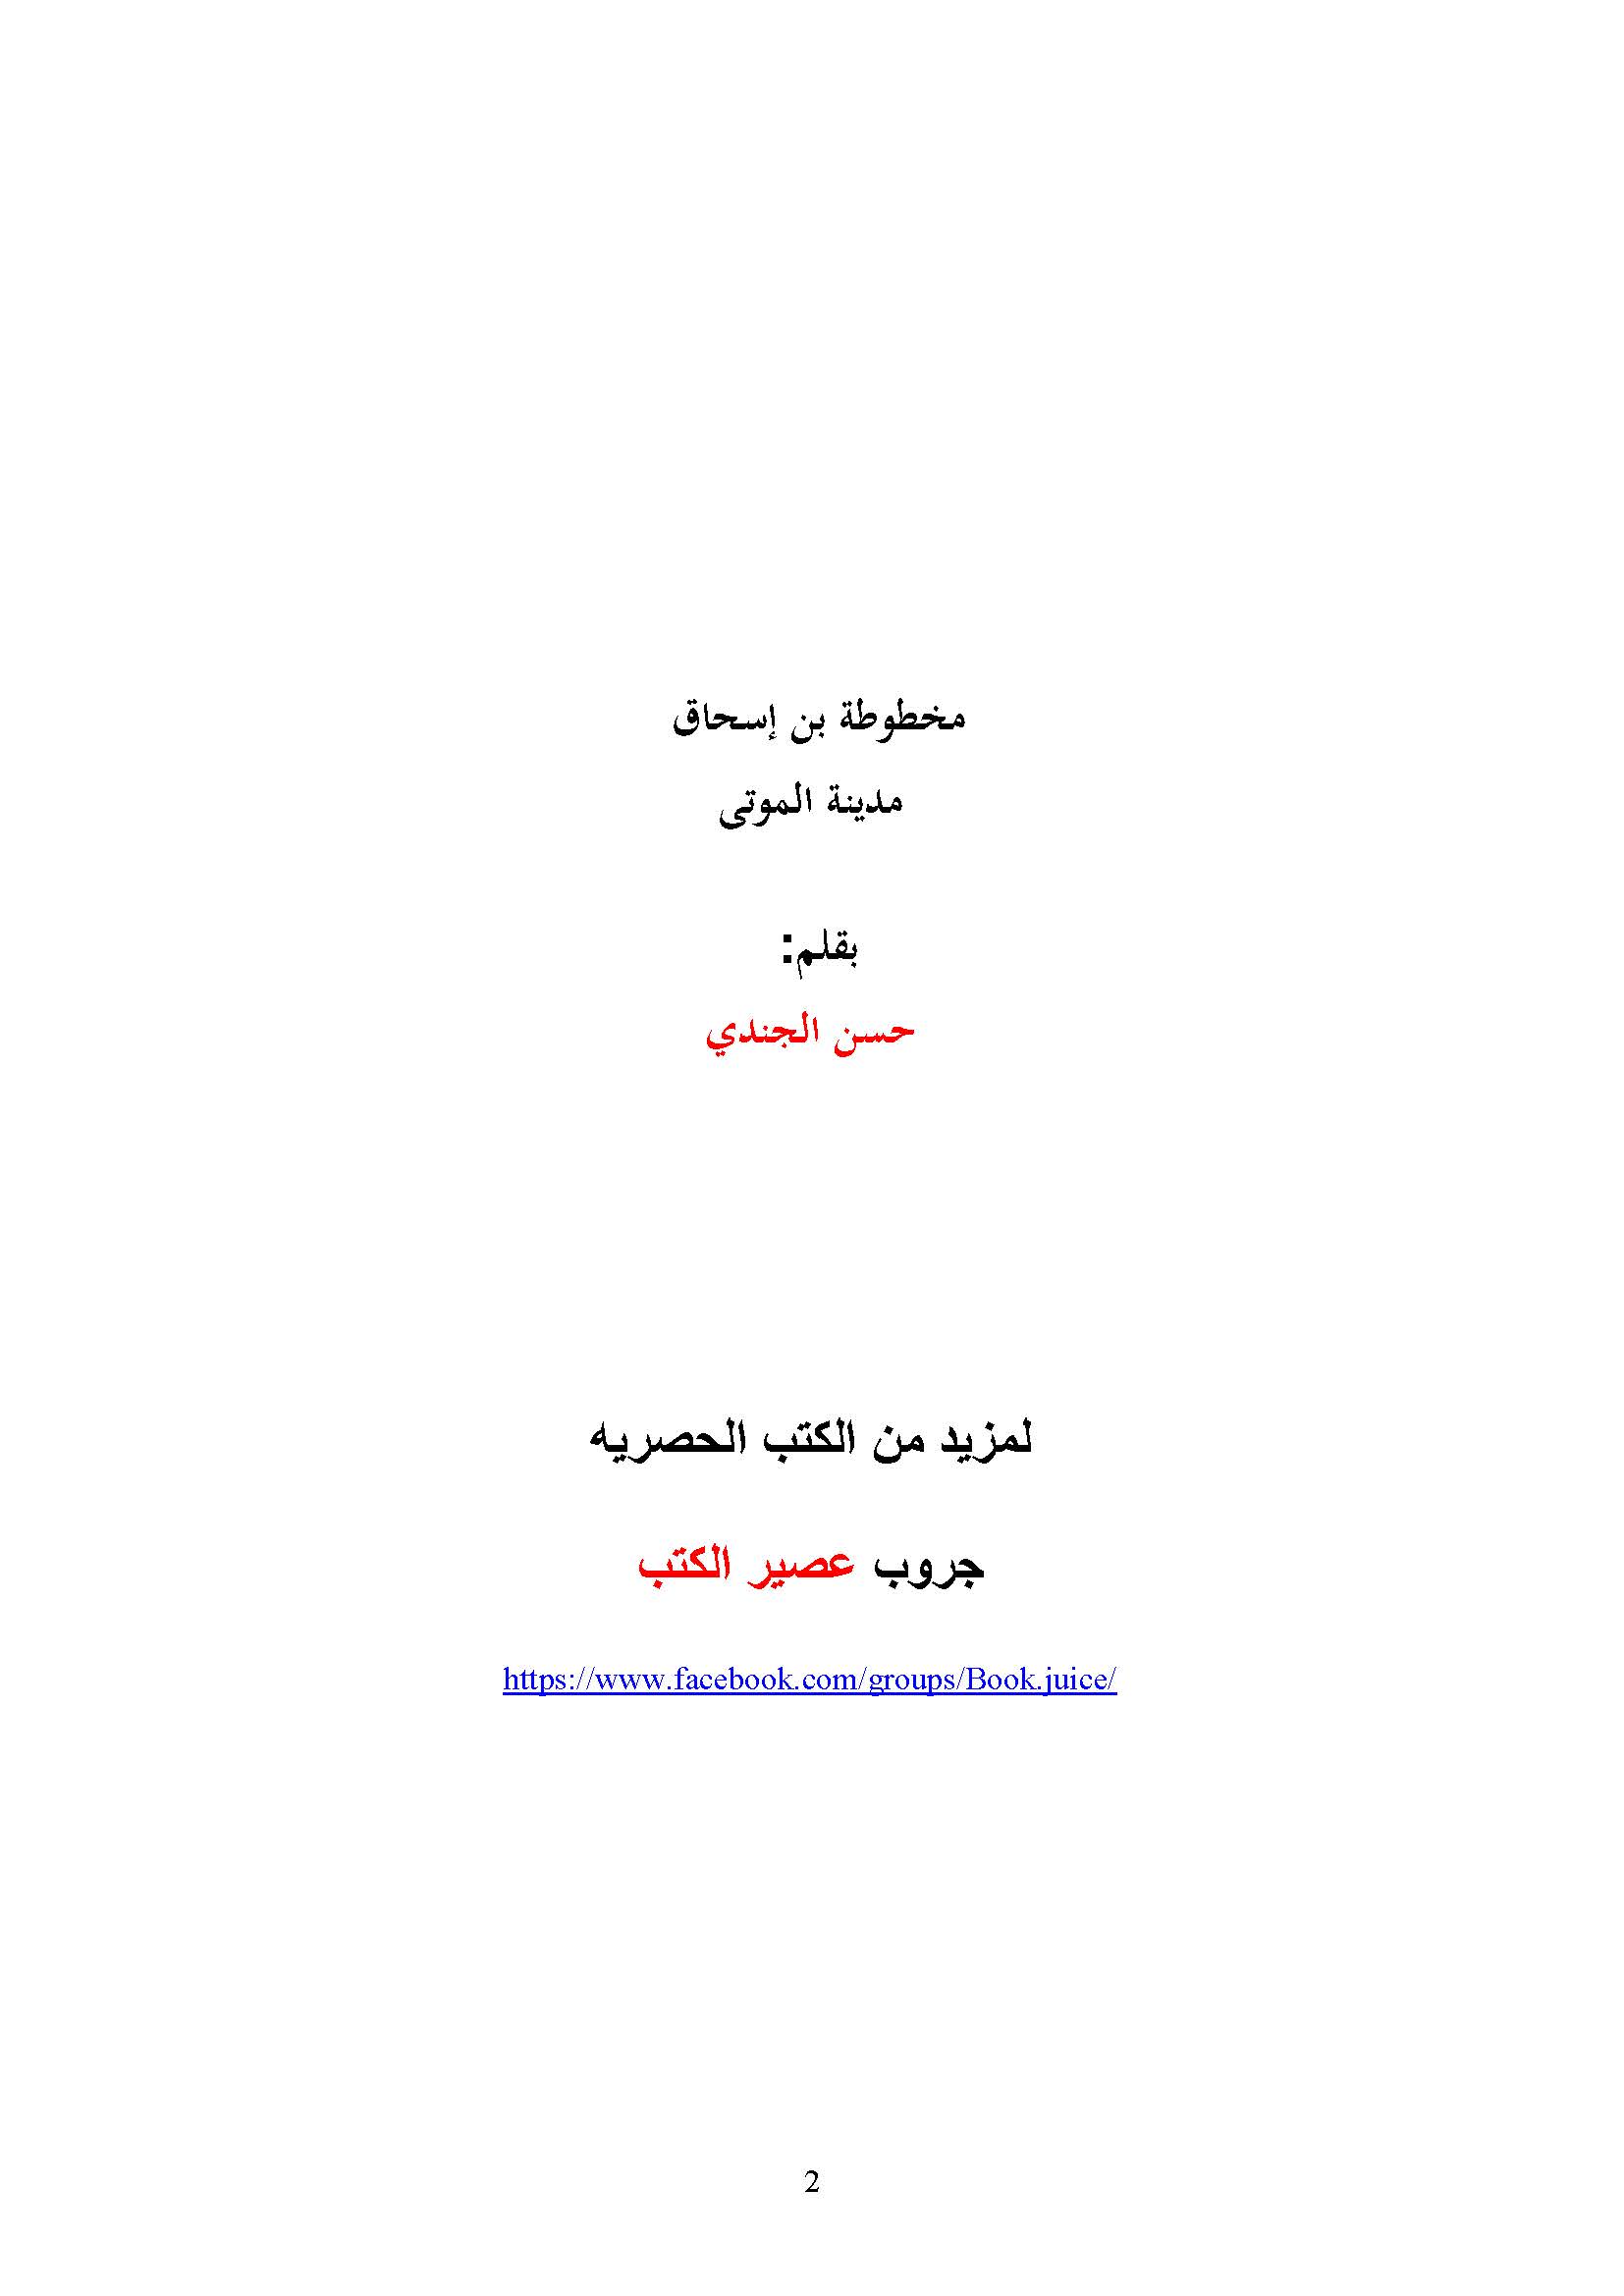 مخطوطة بن إسحاق
مدينة الموتى
بقلم:
حسن الجندي
لمزيد من الكتب الحصريه
جروب عصير الكتب
https://www.facebook.com/groups/Book.juice/
2